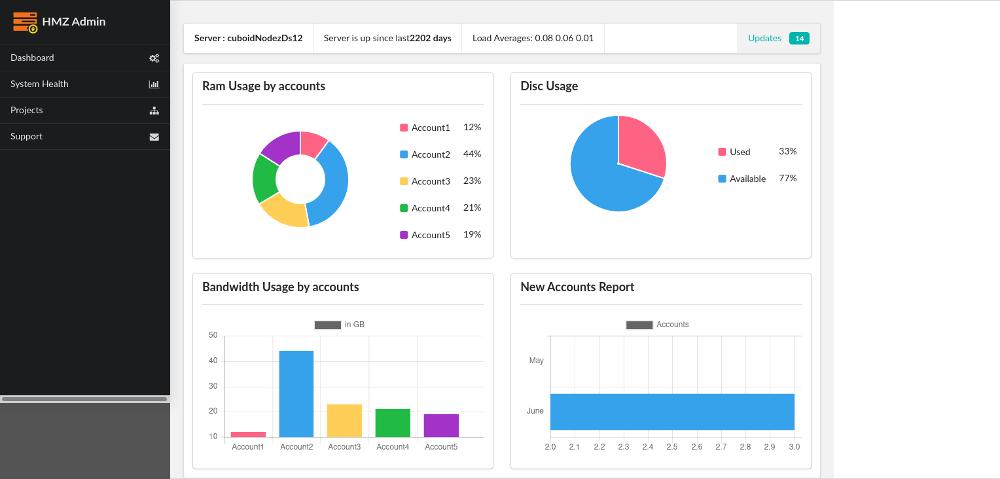 HMZ Admin
Dashboard
System Health
Projects
Support
Server : cuboidNodezDs12
Server is up since last2202 days
Load Averages: 0.08 0.06 0.01
Updates 14
Ram Usage by accounts
Account1 12%
Account2 44%
Account3 23%
Account4 21%
Account5 19%
Disc Usage
Used 33%
Available 77%
Bandwidth Usage by accounts
in GB
50
40
30
20
10
Account1 Account2 Account3 Account4 Account5
New Accounts Report
Accounts
May
June
2.0 2.1 2.2 2.3 2.4 2.5 2.6 2.7 2.8 2.9 3.0